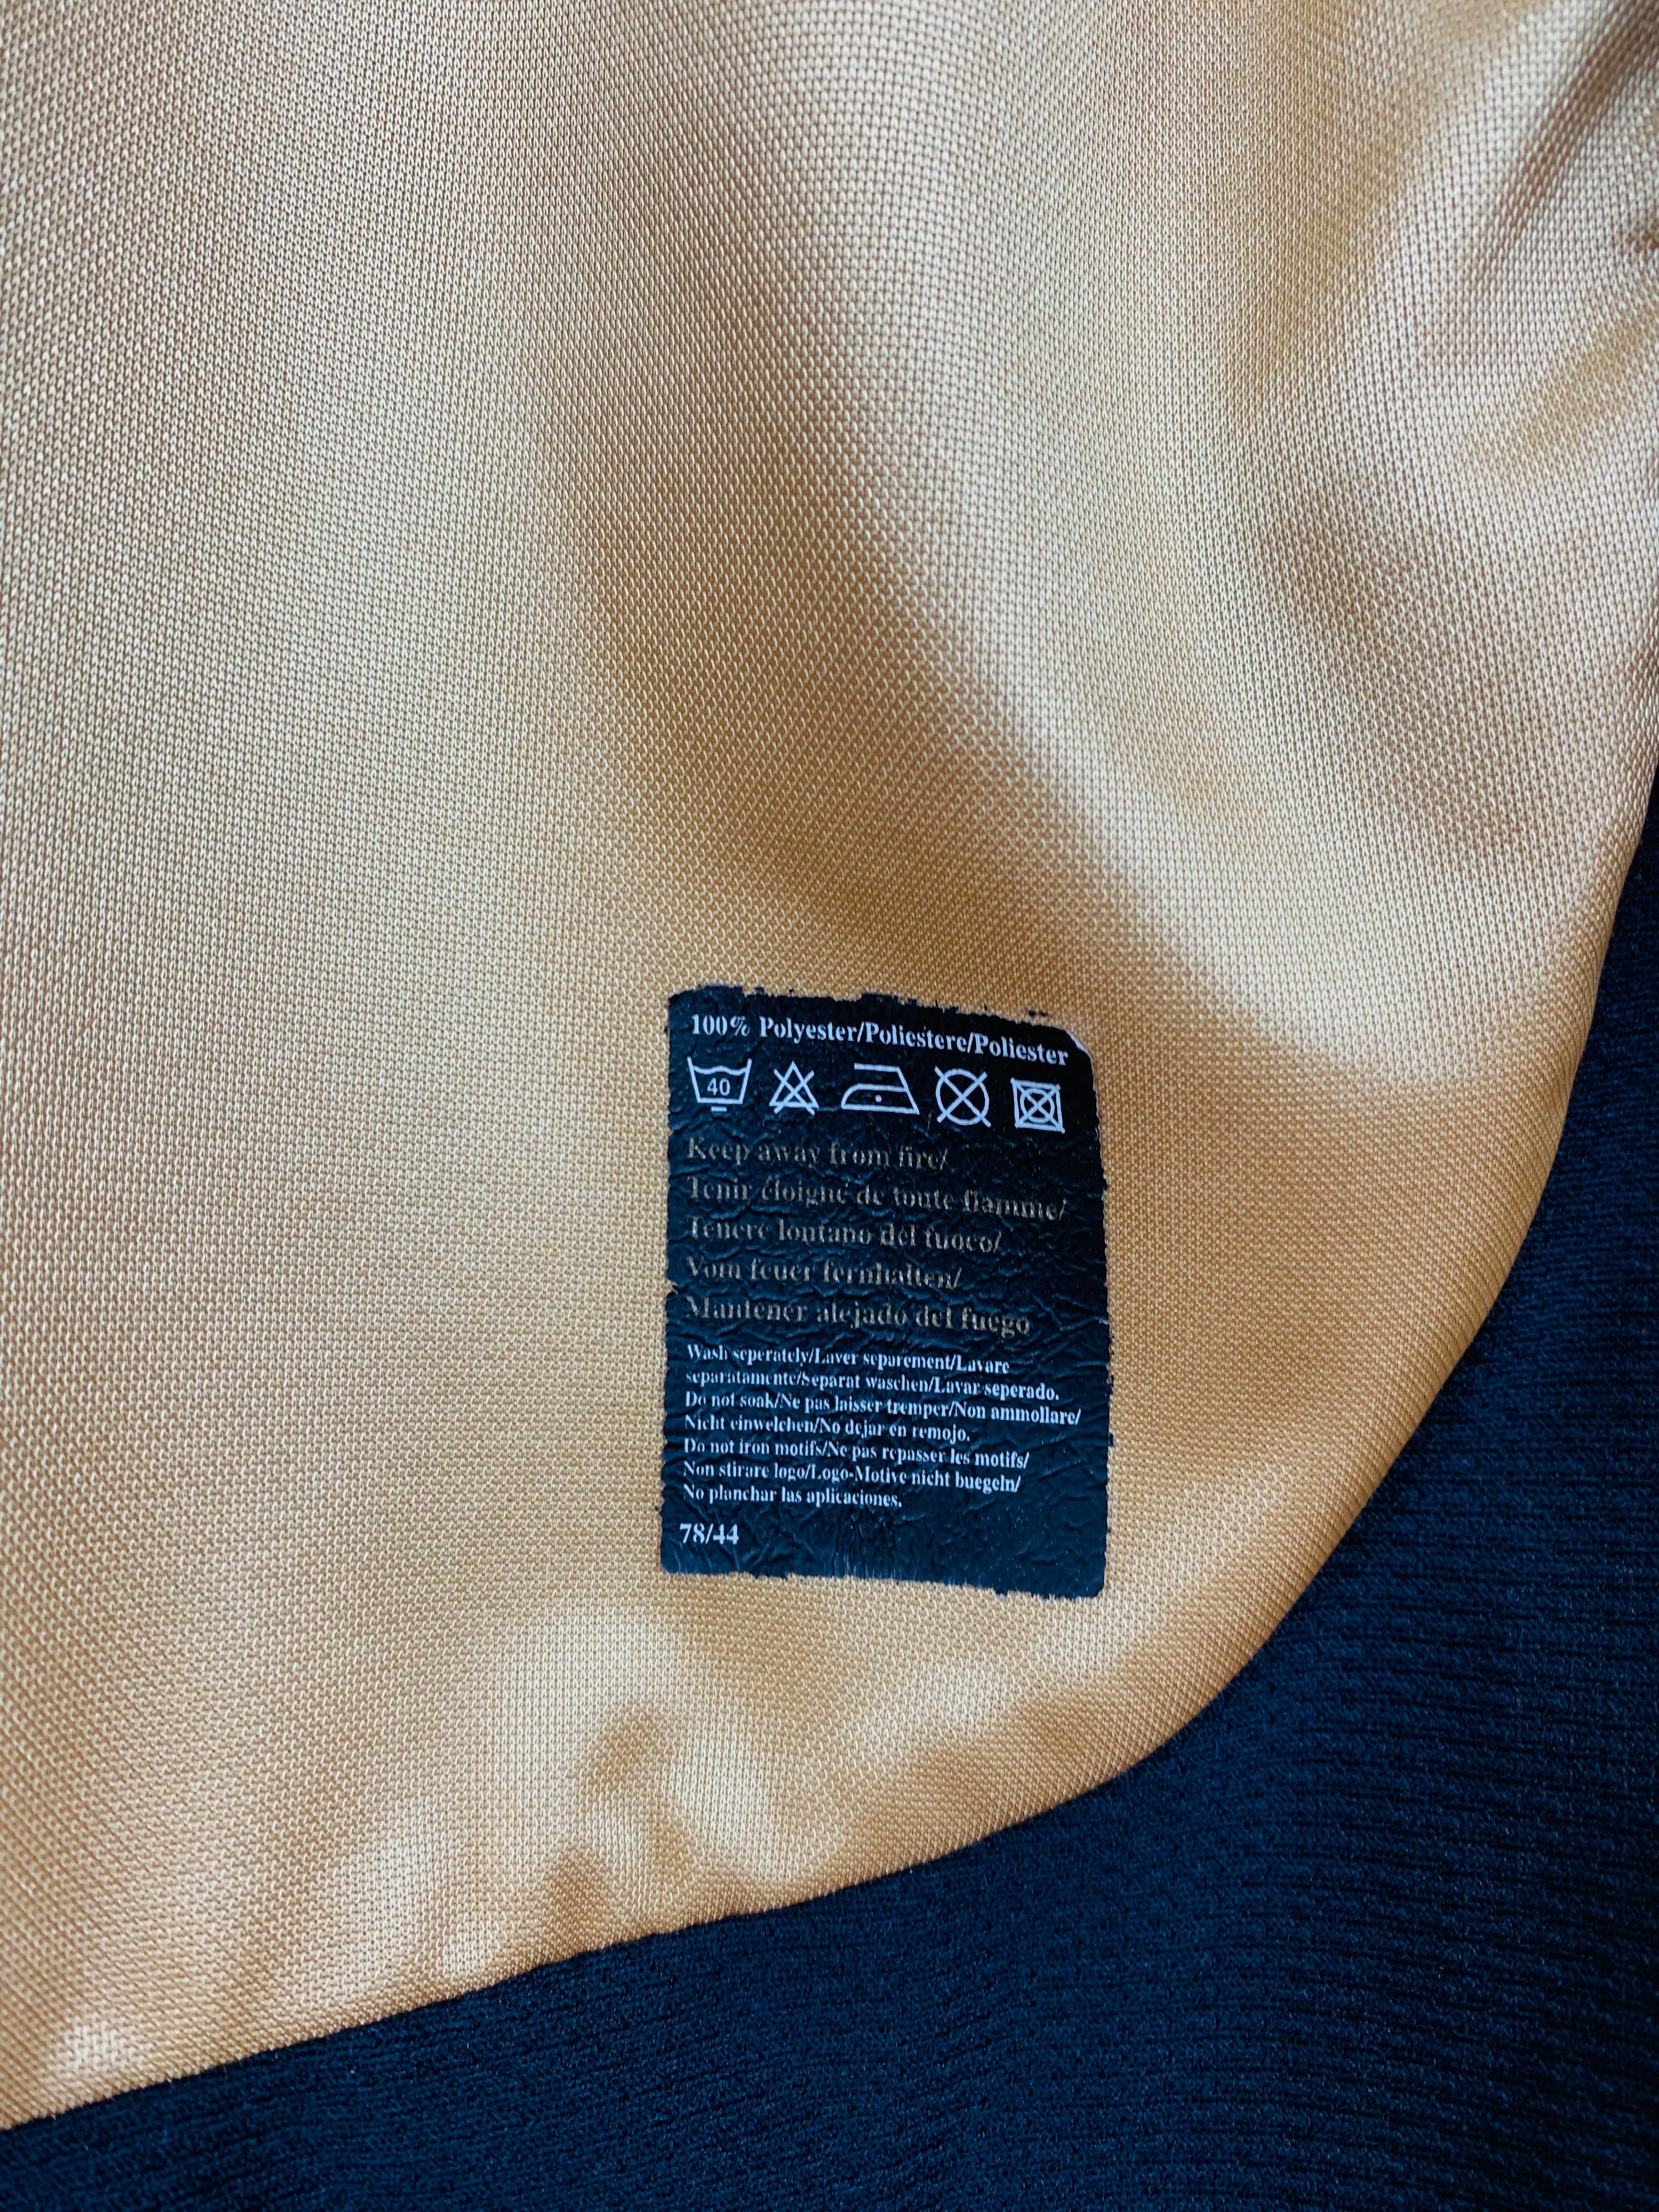 100% Polyester/Poliestere/Poliester
40
Keep away from fire/
Tenir éloigné de toute flamme/
Tenere lontano del fuoco/
Vom feuer fernhalten/
Mantener alejado del fuego
Wash seperately/Laver separement/Lavare
separatamente/Separat waschen/Lavar seperado.
Do not soak/Ne pas laisser tremper/Non ammollare/
Nicht einwelchen/No dejar en remojo.
Do not iron motifs/Ne pas repasser les motifs/
Non stirare logo/Logo-Motive nicht buegeln/
No planchar las aplicaciones.
78/44